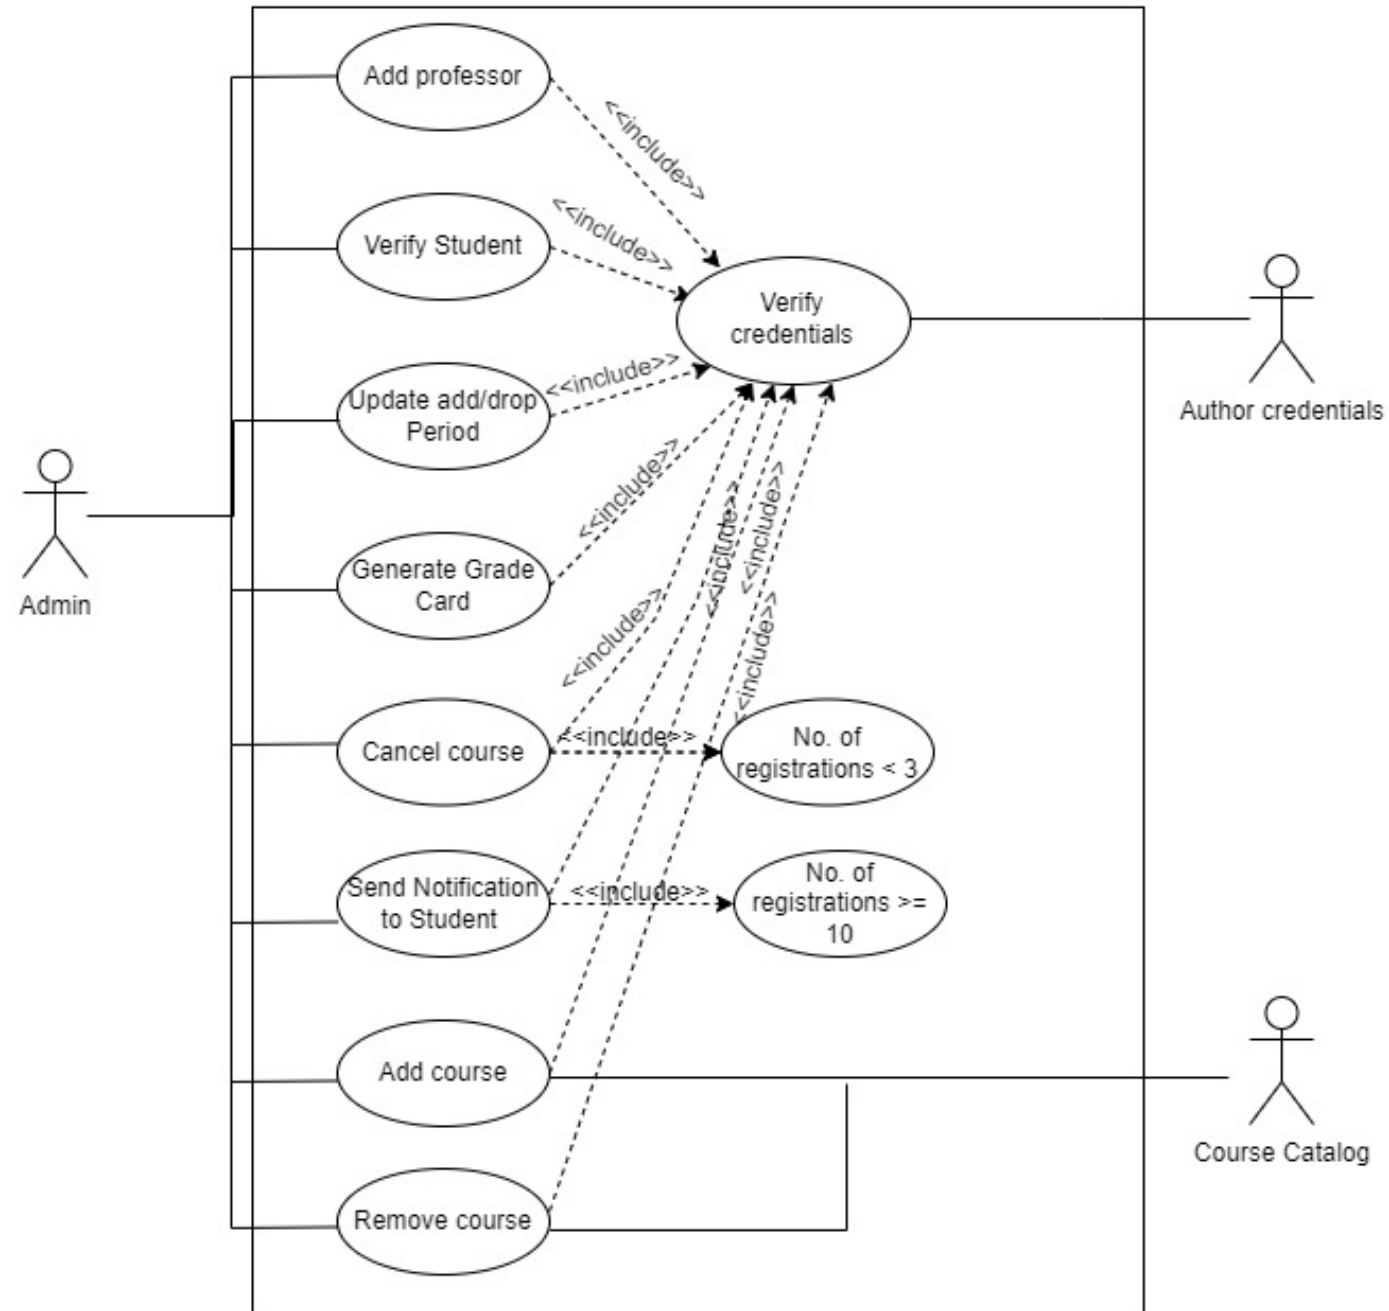 Add professor
<<include>>
<<include>>
Verify Student
Verify
credentials
<<include>>
Update add/drop
Period
Author credentials
<<include>>
<<include>>
<<include>>
Generate Grade
Card
Admin
<<include>>
<<include>>
Cancel course
<<include>>
No. of
registrations < 3
Send Notification
to Student
<<include>>
No. of
registrations >=
10
Add course
Course Catalog
Remove course